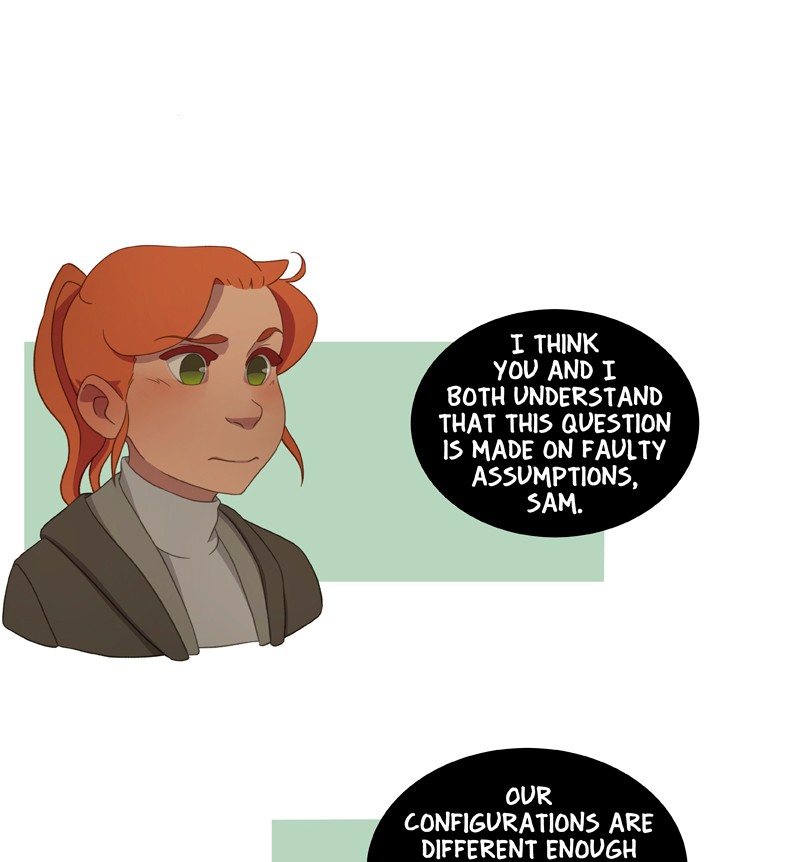 I THINK
YOU AND I
BOTH UNDERSTAND
THAT THIS QUESTION
IS MADE ON FAULTY
ASSUMPTIONS,
SAM.
OUR
CONFIGURATIONS ARE
DIFFERENT ENOUGH